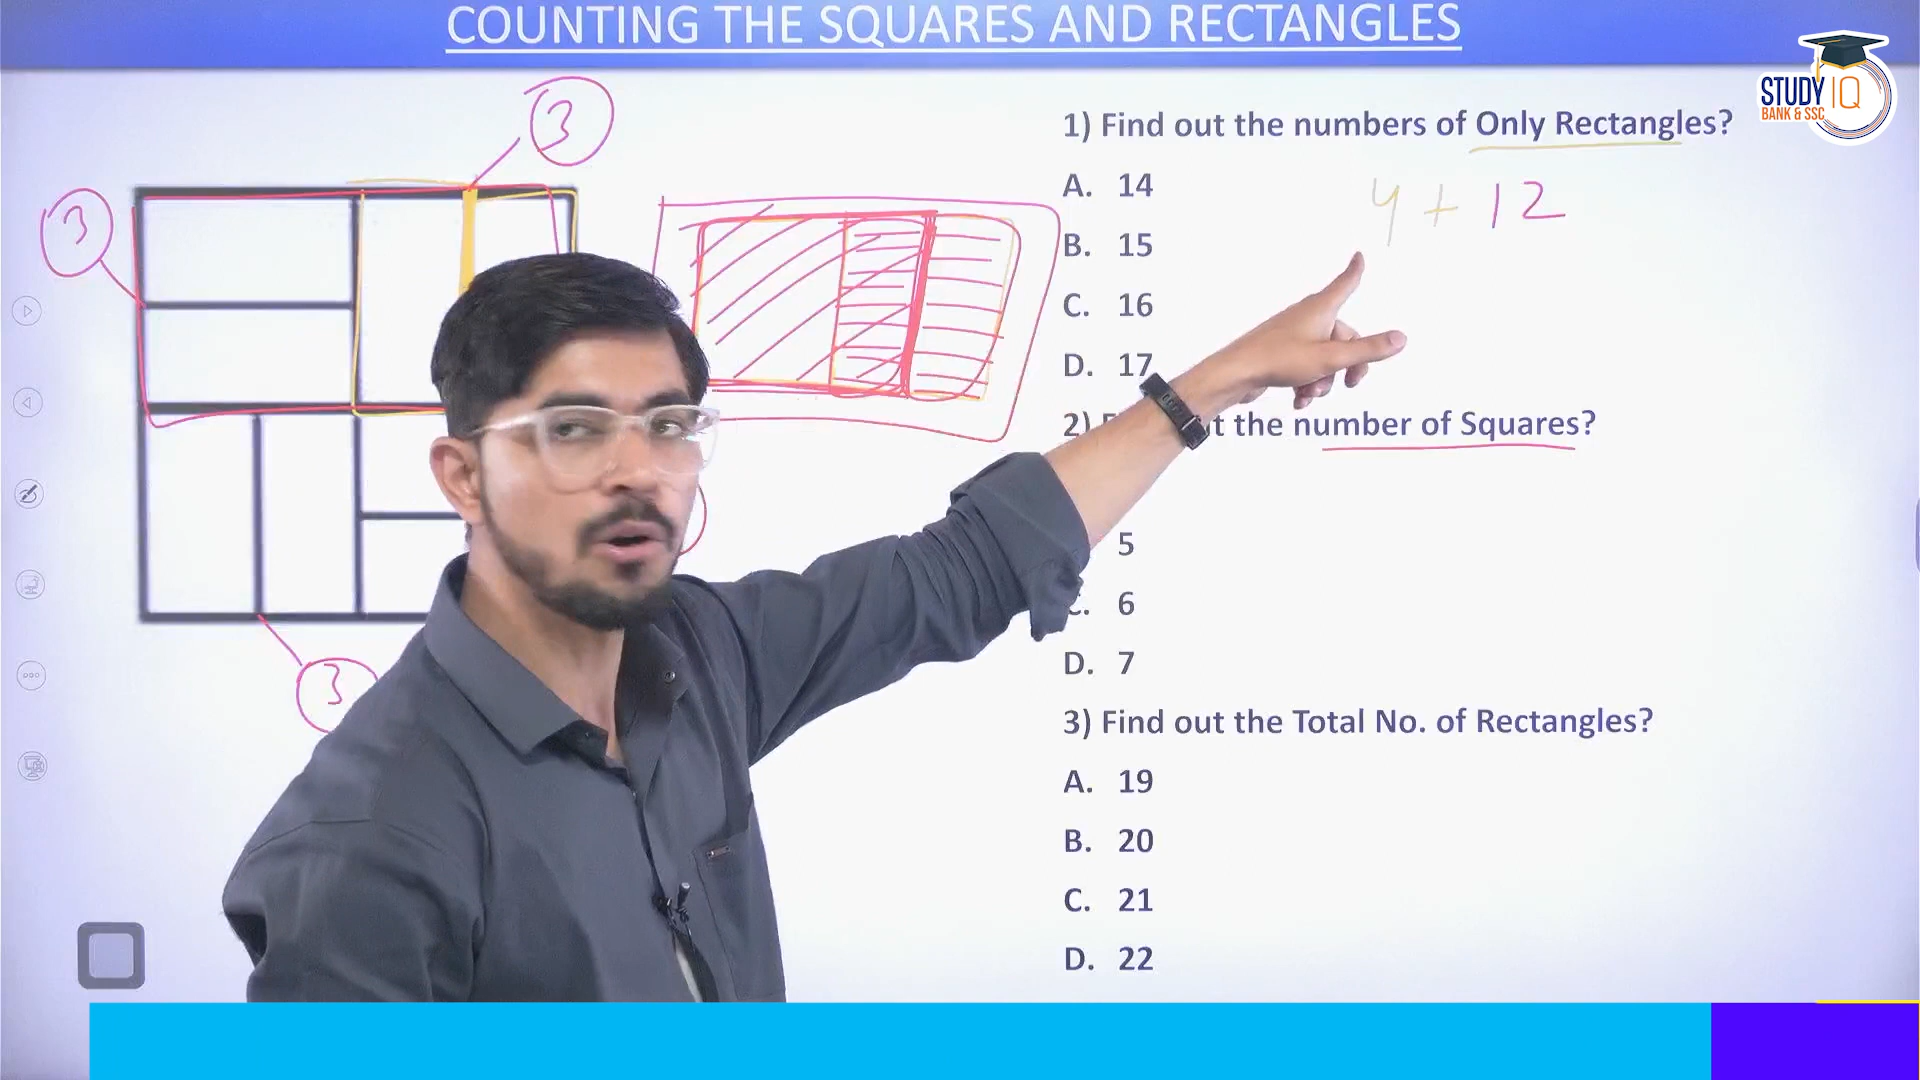 COUNTING THE SQUARES AND RECTANGLES
STUDY IQ
BANK & SSC
3
3
3
1) Find out the numbers of Only Rectangles?
4 + 12
A. 14
B. 15
C. 16
D. 17
2) t the number of Squares?
5
C. 6
D. 7
3) Find out the Total No. of Rectangles?
A. 19
B. 20
C. 21
D. 22